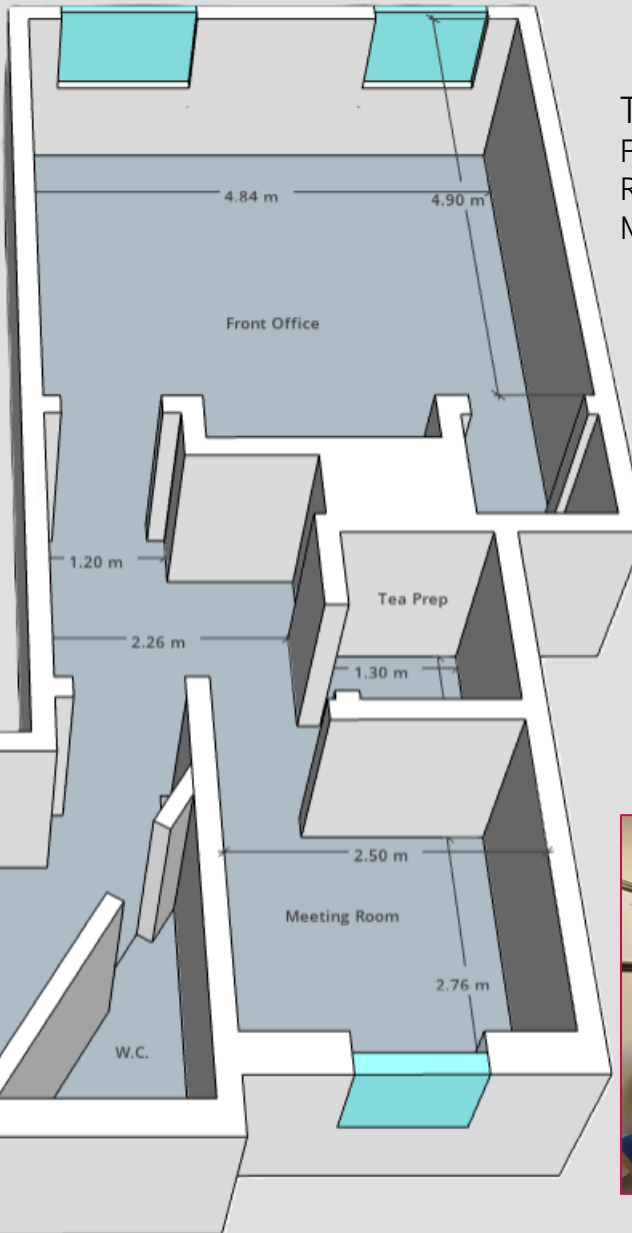 4.84 m
4.90 m
Front Office
1.20 m
Tea Prep
2.26 m
1.30 m
2.50 m
Meeting Room
2.76 m
W.C.